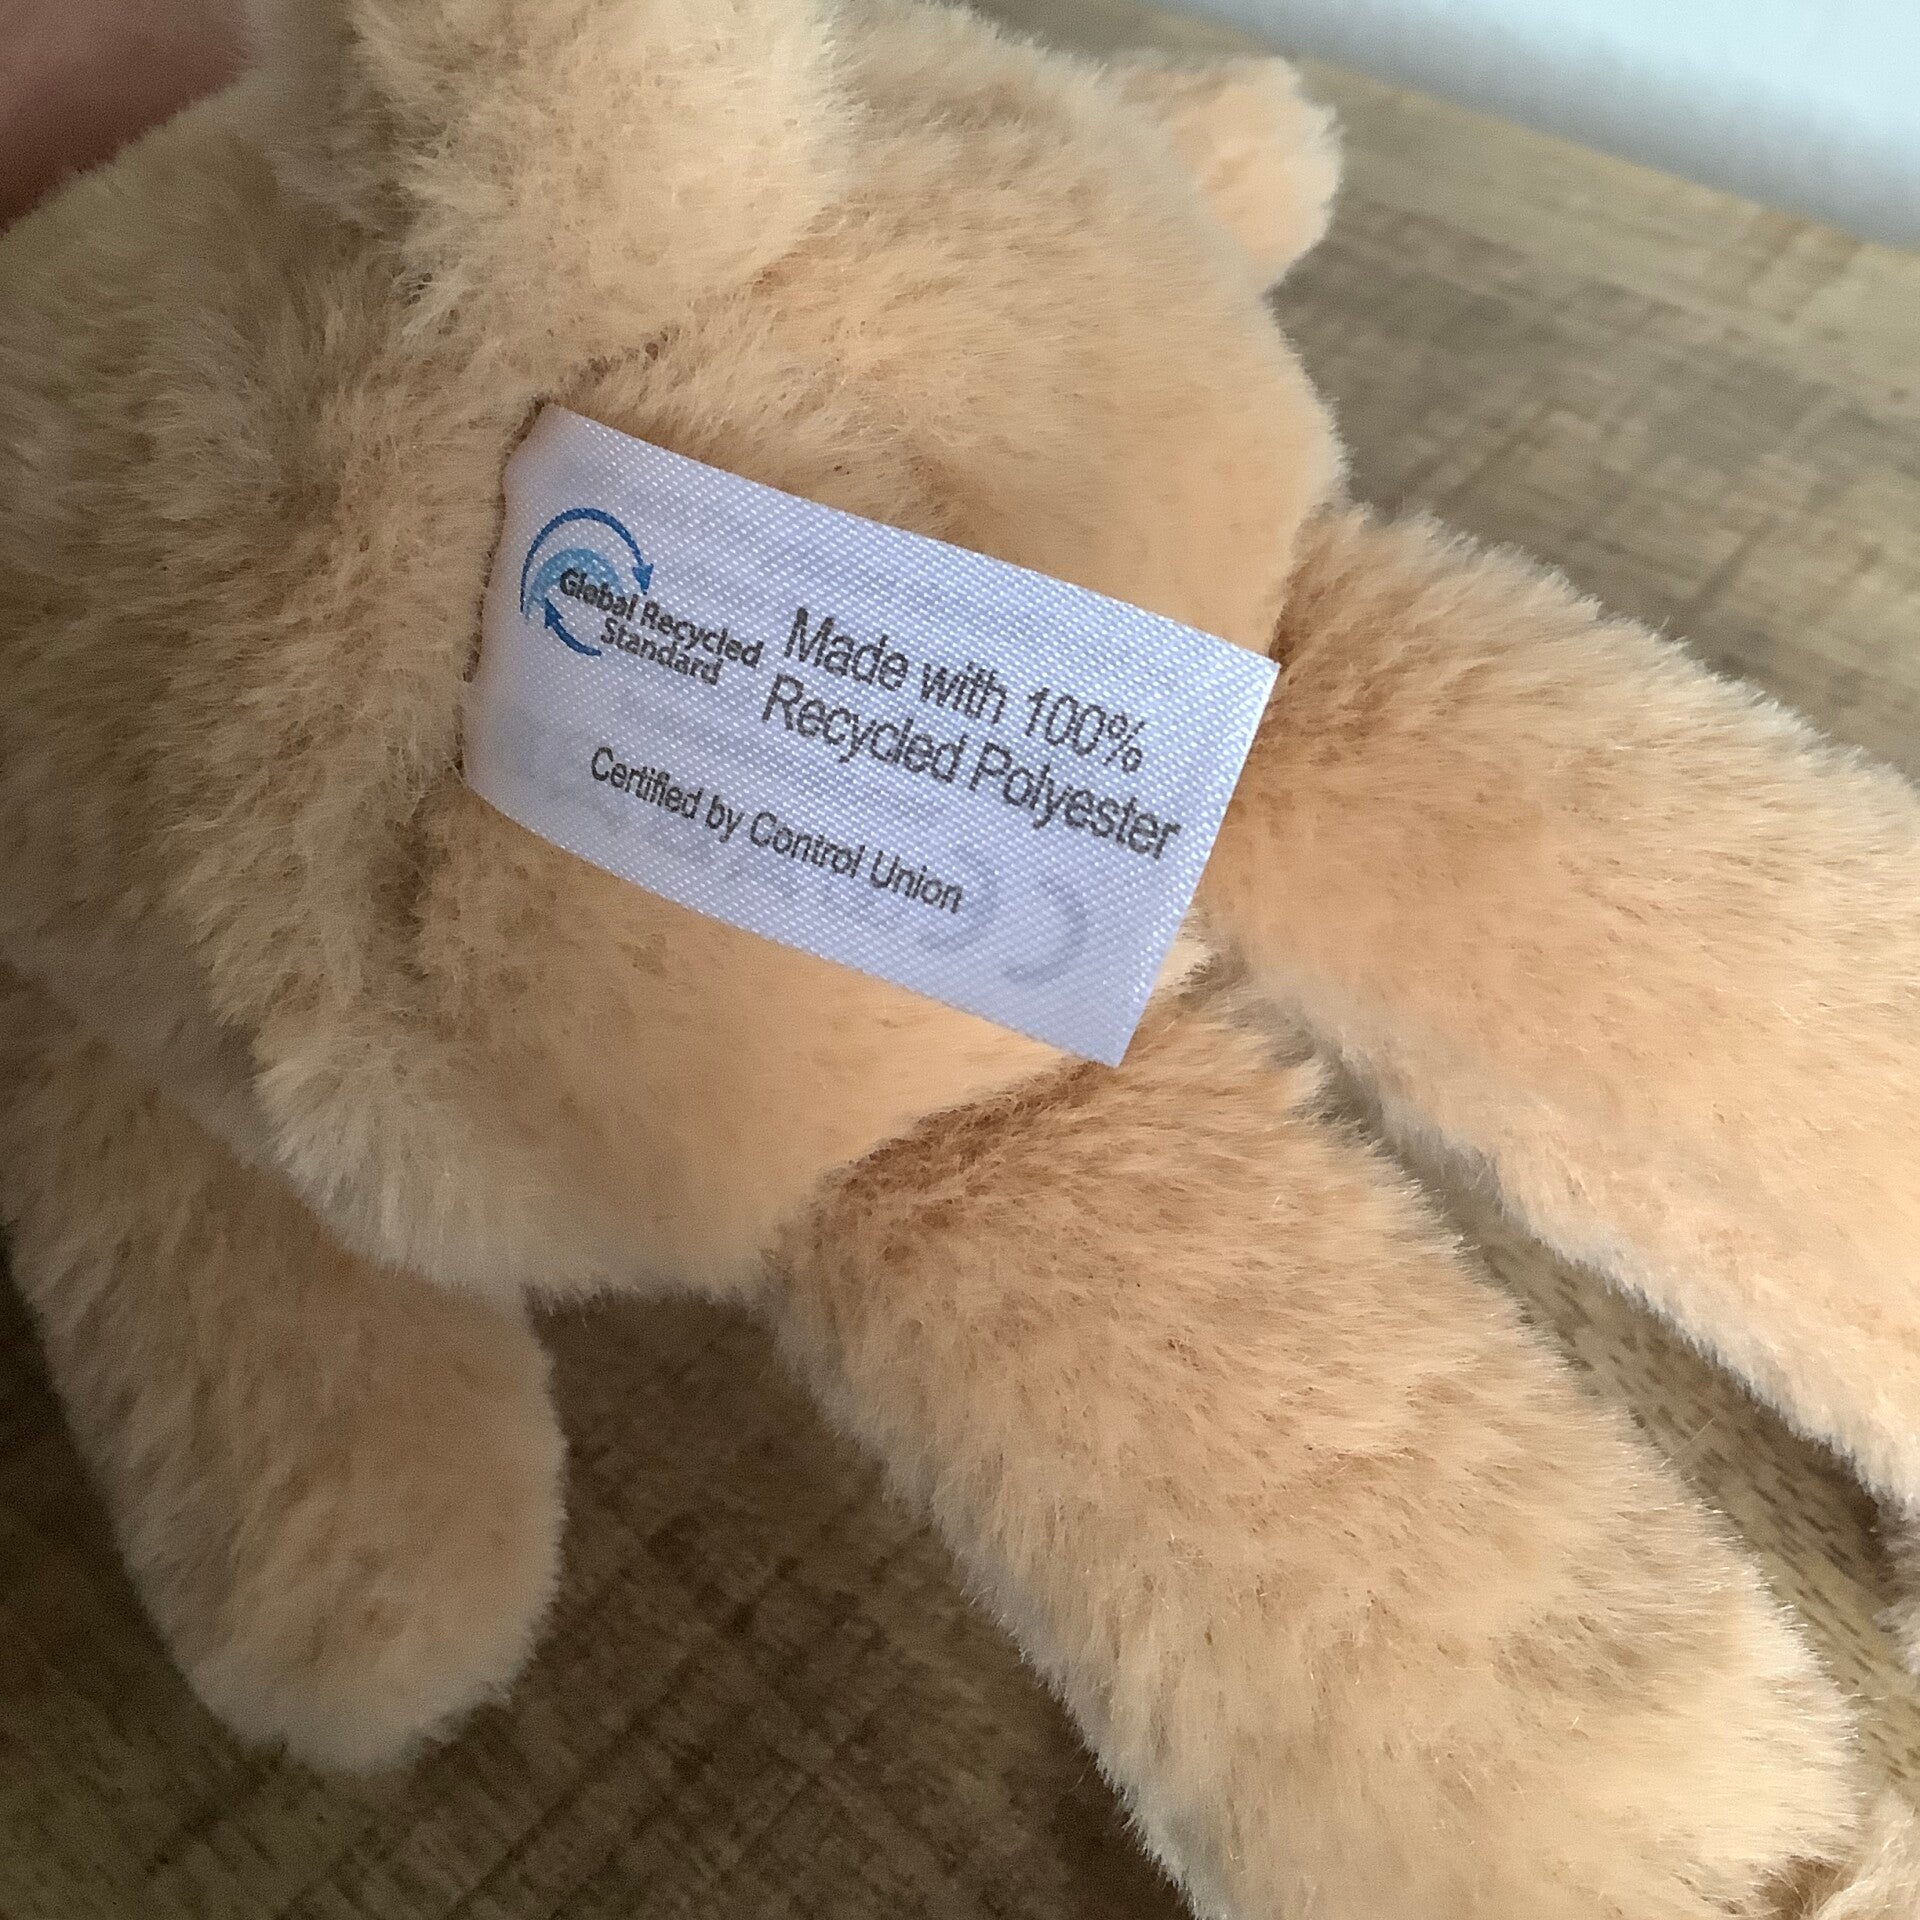 Global Recycled
Standard
Made with 100%
Recycled Polyester
Certified by Control Union